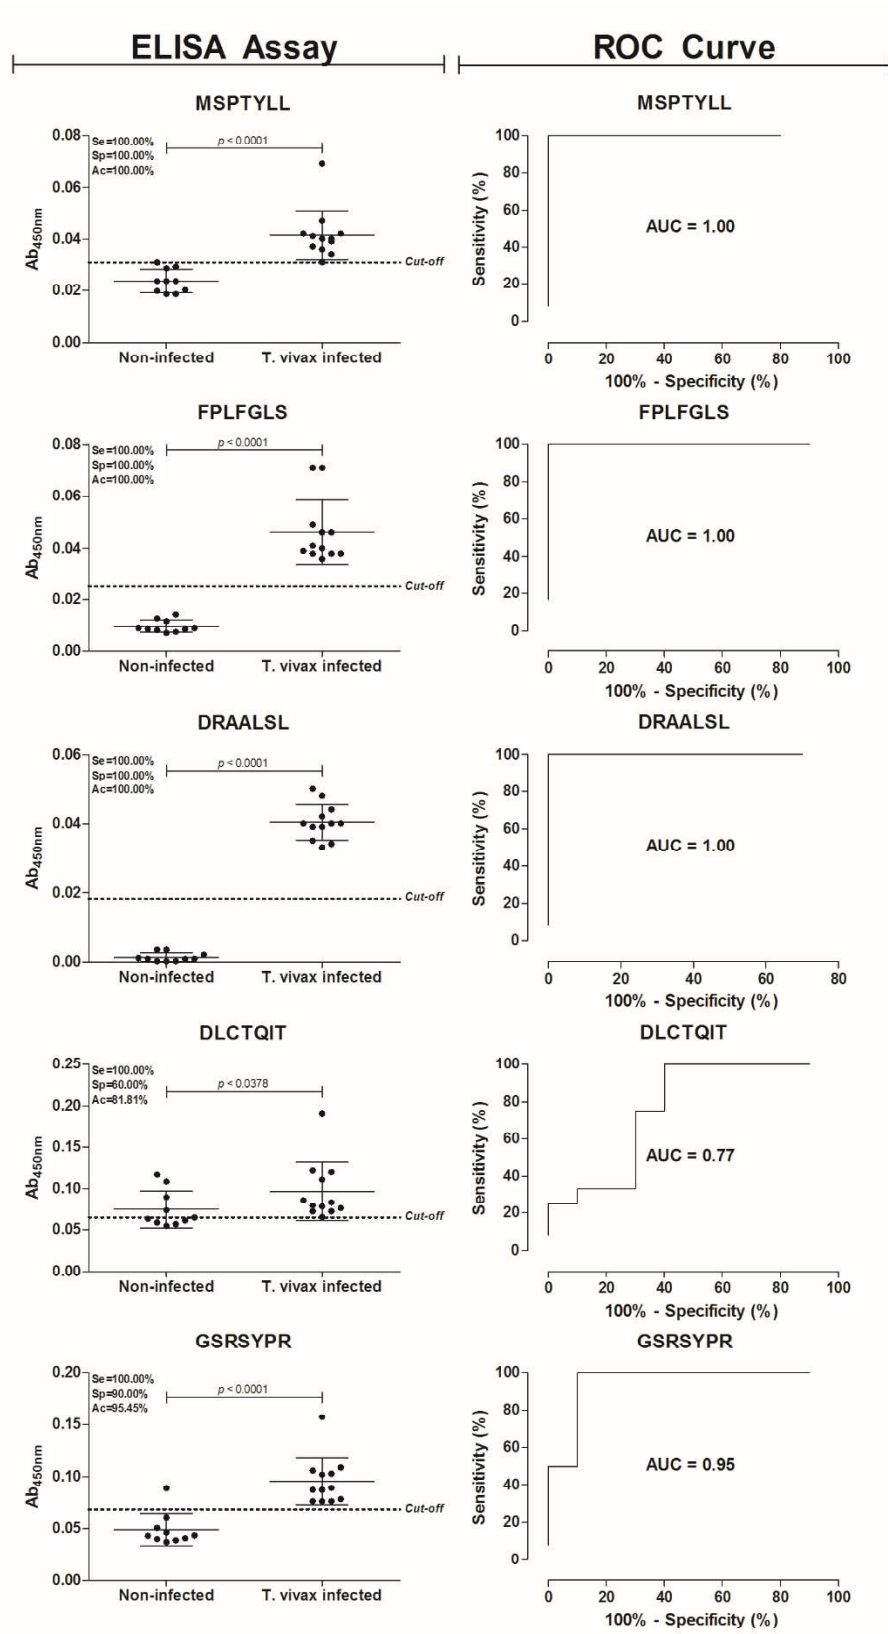 ELISA Assay
ROC Curve
MSPTYLL
Se=100.00%
Sp=100.00%
Ac=100.00%
p < 0.0001
0.08
0.06
0.04
0.02
0.00
Ab450nm
Cut-off
Non-infected
T. vivax infected
MSPTYLL
100
80
60
40
20
0
Sensitivity (%)
AUC = 1.00
0 20 40 60 80 100
100% - Specificity (%)
FPLFGLS
Se=100.00%
Sp=100.00%
Ac=100.00%
p < 0.0001
0.08
0.06
0.04
0.02
0.00
Ab450nm
Cut-off
Non-infected
T. vivax infected
FPLFGLS
100
80
60
40
20
0
Sensitivity (%)
AUC = 1.00
0 20 40 60 80 100
100% - Specificity (%)
DRAALSL
Se=100.00%
Sp=100.00%
Ac=100.00%
p < 0.0001
0.06
0.04
0.02
0.00
Ab450nm
Cut-off
Non-infected
T. vivax infected
DRAALSL
100
80
60
40
20
0
Sensitivity (%)
AUC = 1.00
0 20 40 60 80
100% - Specificity (%)
DLCTQIT
Se=100.00%
Sp=60.00%
Ac=81.81%
p < 0.0378
0.25
0.20
0.15
0.10
0.05
0.00
Ab450nm
Cut-off
Non-infected
T. vivax infected
DLCTQIT
100
80
60
40
20
0
Sensitivity (%)
AUC = 0.77
0 20 40 60 80 100
100% - Specificity (%)
GSRSYPR
Se=100.00%
Sp=90.00%
Ac=95.45%
p < 0.0001
0.20
0.15
0.10
0.05
0.00
Ab450nm
Cut-off
Non-infected
T. vivax infected
GSRSYPR
100
80
60
40
20
0
Sensitivity (%)
AUC = 0.95
0 20 40 60 80 100
100% - Specificity (%)